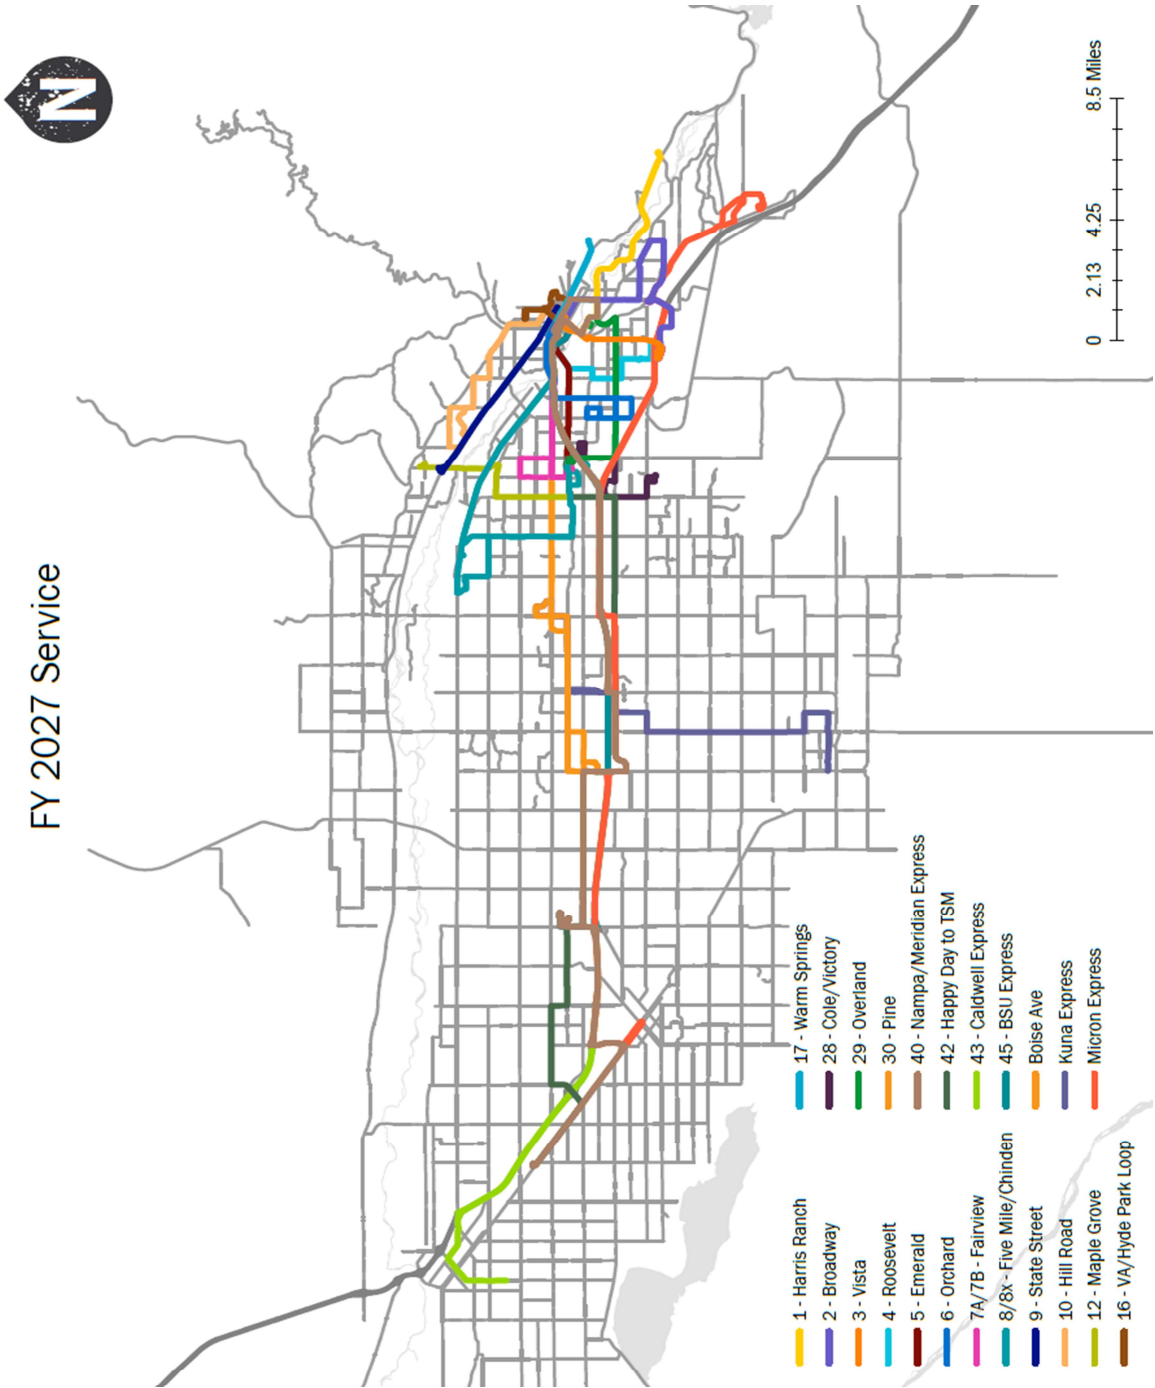 FY 2027 Service
N
1 - Harris Ranch
2 - Broadway
3 - Vista
4 - Roosevelt
5 - Emerald
6 - Orchard
7A/7B - Fairview
8/8x - Five Mile/Chinden
9 - State Street
10 - Hill Road
12 - Maple Grove
16 - VA/Hyde Park Loop
17 - Warm Springs
28 - Cole/Victory
29 - Overland
30 - Pine
40 - Nampa/Meridian Express
42 - Happy Day to TSM
43 - Caldwell Express
45 - BSU Express
Boise Ave
Kuna Express
Micron Express
0 2.13 4.25 8.5 Miles